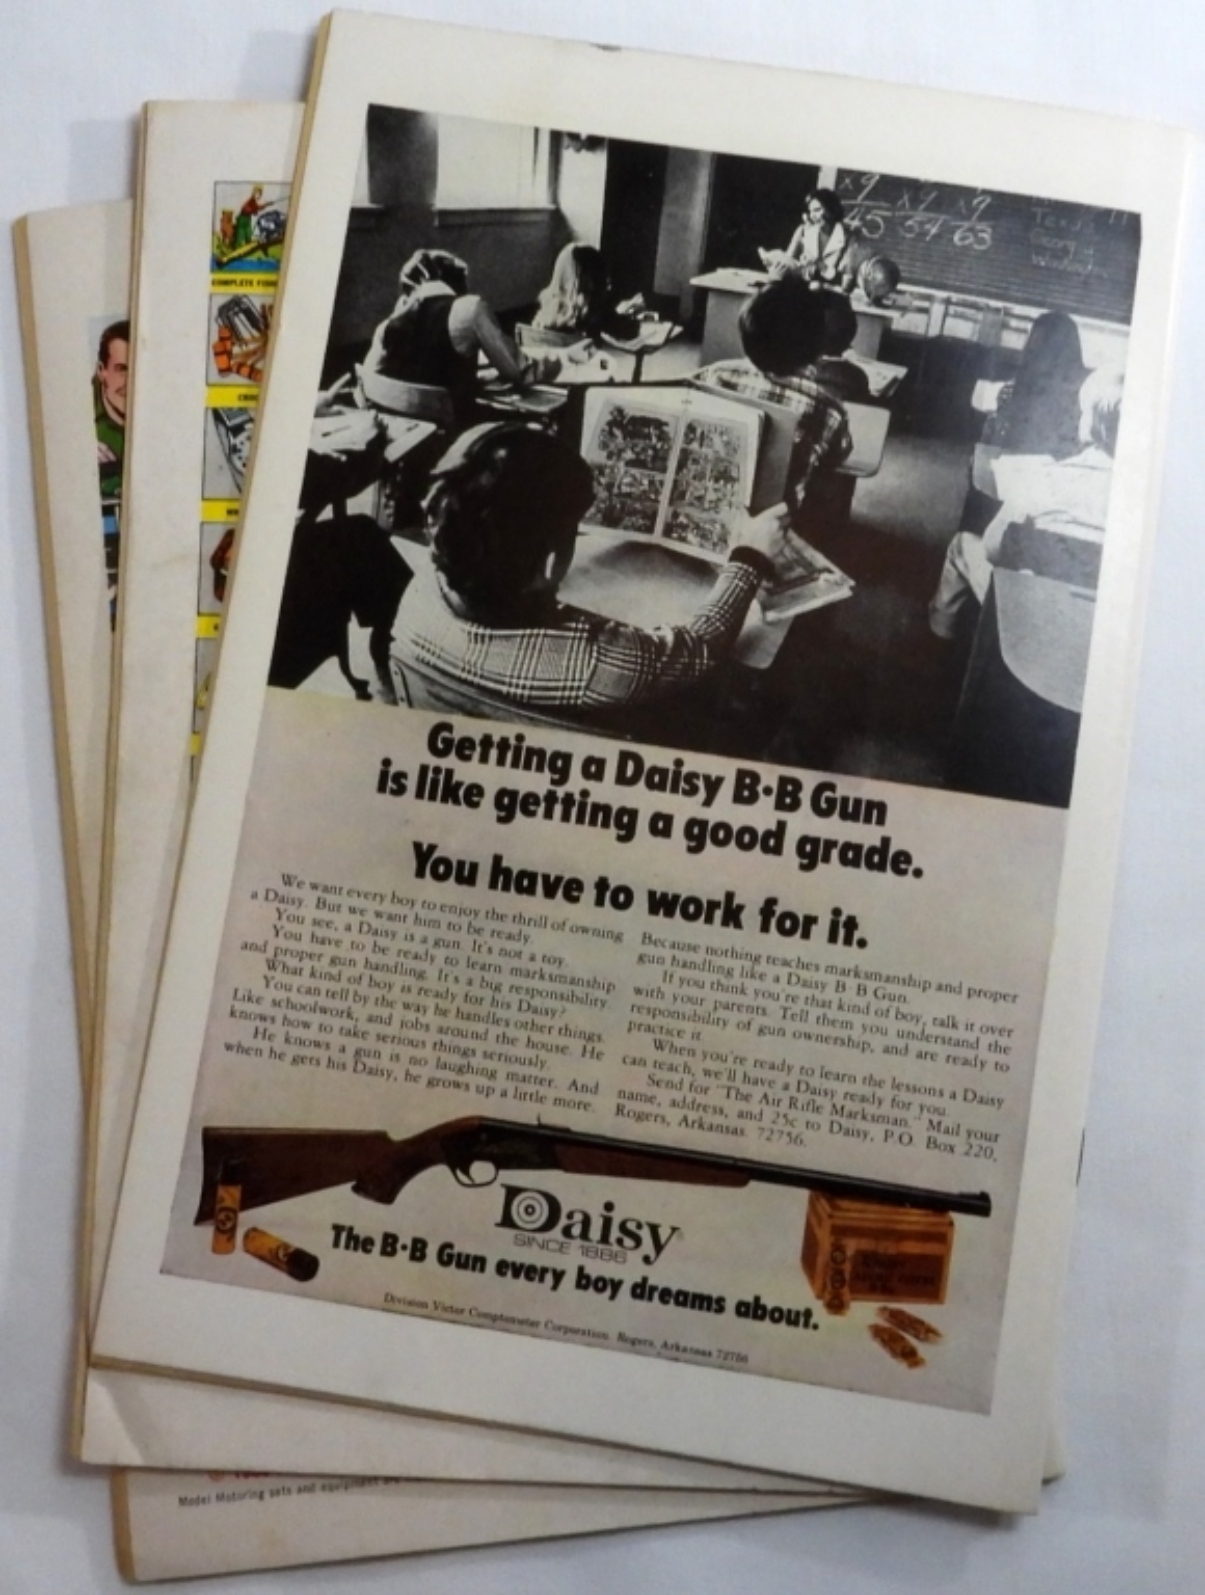 x9 x9 x9
45 54 63
Texas
George
Washington
COMPLETE
Getting a Daisy B·B Gun
is like getting a good grade.
You have to work for it.
We want every boy to enjoy the thrill of owning
a Daisy. But we want him to be ready.
You see, a Daisy is a gun. It's not a toy.
You have to be ready to learn marksmanship
and proper gun handling. It's a big responsibility.
What kind of boy is ready for his Daisy?
You can tell by the way he handles other things.
Like schoolwork, and jobs around the house. He
knows how to take serious things seriously.
He knows a gun is no laughing matter. And
when he gets his Daisy, he grows up a little more.
Because nothing teaches marksmanship and proper
gun handling like a Daisy B·B Gun.
If you think you're that kind of boy, talk it over
with your parents. Tell them you understand the
responsibility of gun ownership, and are ready to
practice it.
When you're ready to learn the lessons a Daisy
can teach, we'll have a Daisy ready for you.
Send for "The Air Rifle Marksman." Mail your
name, address, and 25c to Daisy, P.O. Box 220,
Rogers, Arkansas. 72756.
Daisy
SINCE 1886
The B·B Gun every boy dreams about.
Division Victor Comptometer Corporation. Rogers, Arkansas 72756
Model Motoring sets and equipment